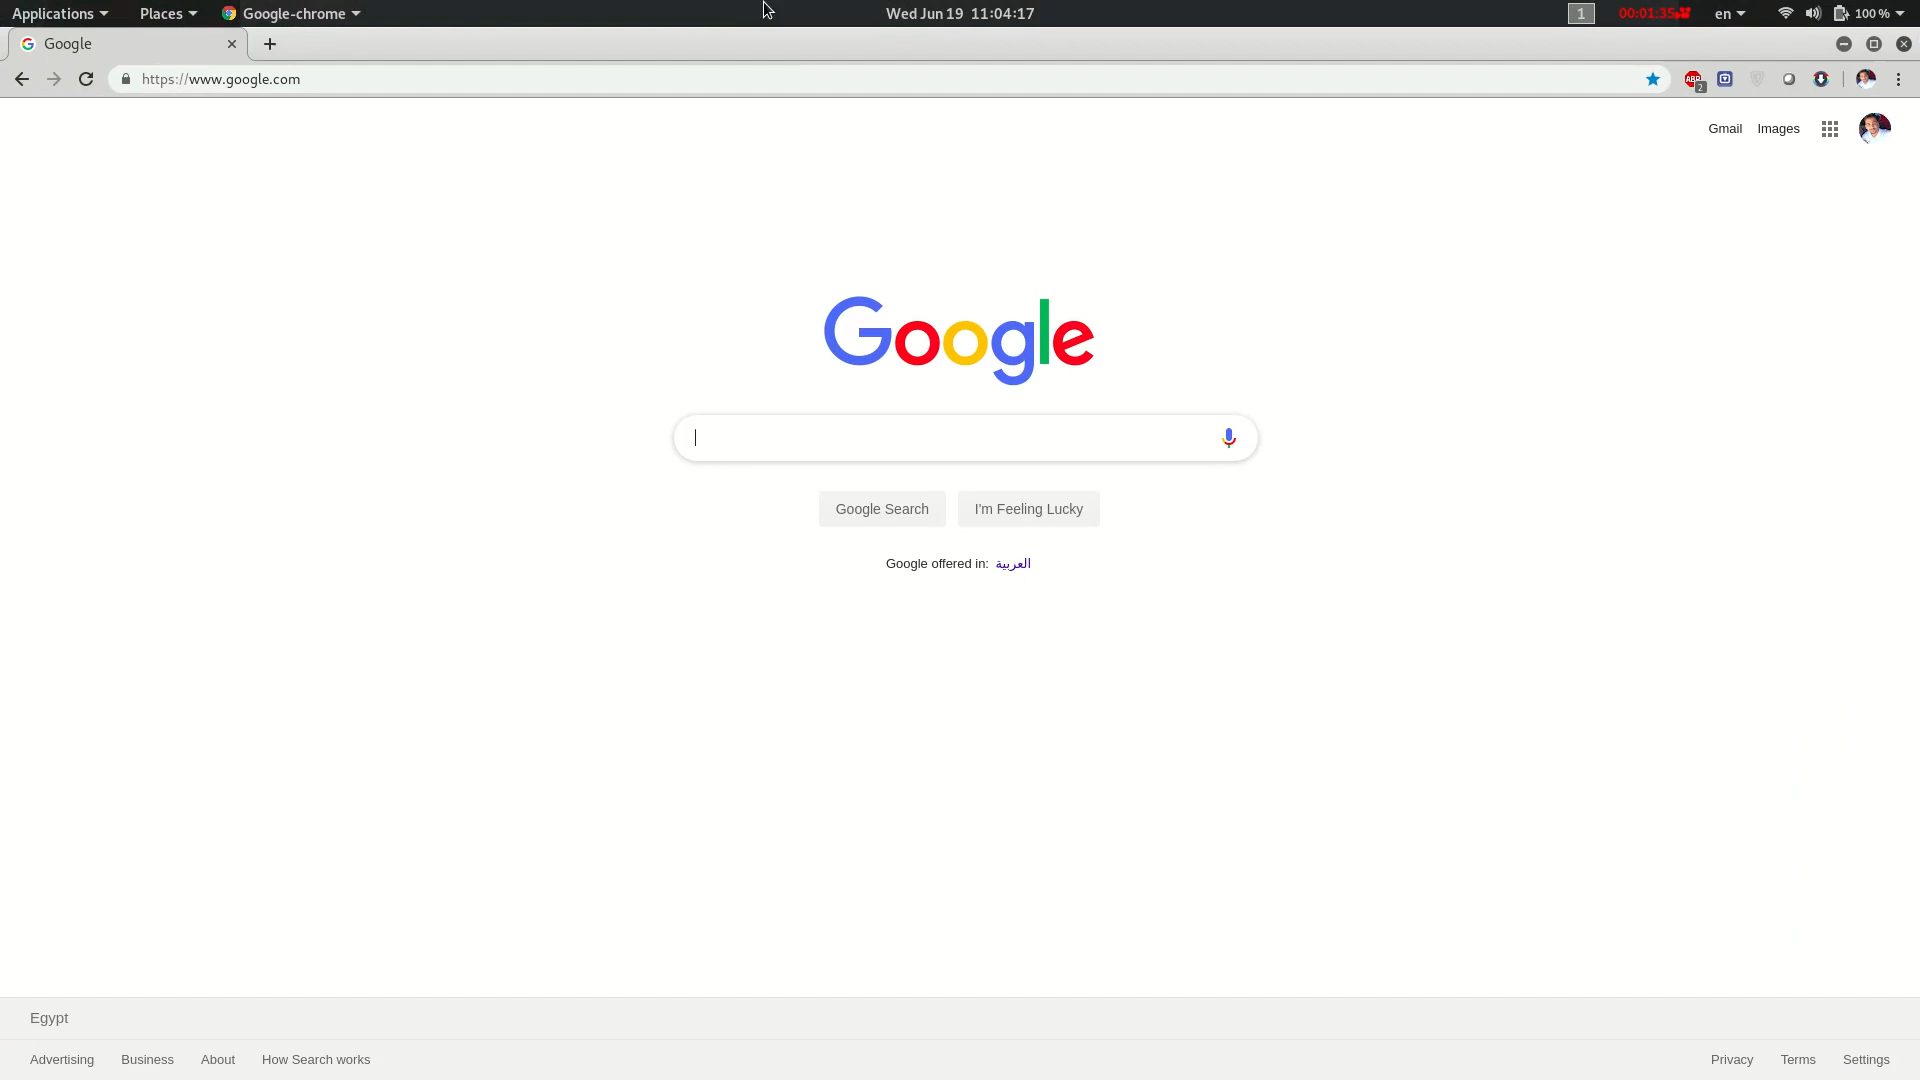 Applications Places Google-chrome Wed Jun 19 11:04:17 1 00:01:35 en 100 %
Google
https://www.google.com ABP 2
Gmail Images
Google
Google Search I'm Feeling Lucky
Google offered in: العربية
Egypt
Advertising Business About How Search works Privacy Terms Settings